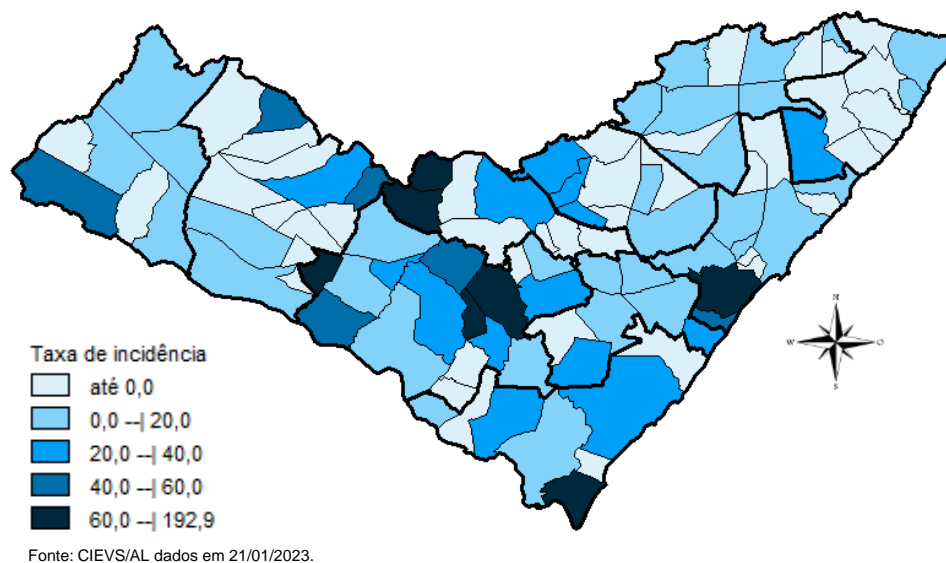 N
W
O
S
Taxa de incidência
até 0,0
0,0 --| 20,0
20,0 --| 40,0
40,0 --| 60,0
60,0 --| 192,9
Fonte: CIEVS/AL dados em 21/01/2023.